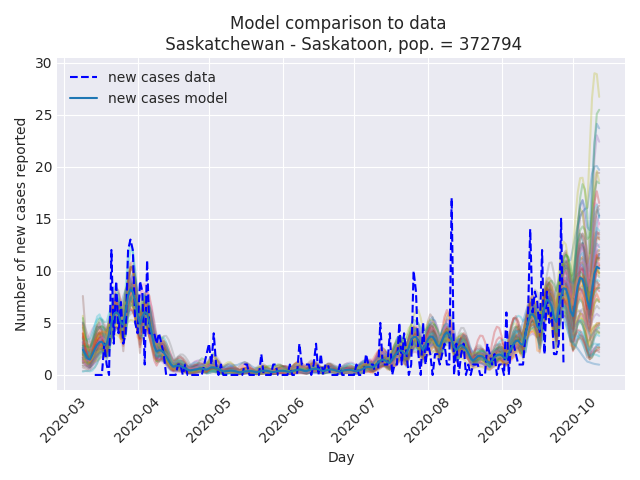 Model comparison to data
Saskatchewan - Saskatoon, pop. = 372794
new cases data
new cases model
Number of new cases reported
30
25
20
15
10
5
0
2020-03
2020-04
2020-05
2020-06
2020-07
2020-08
2020-09
2020-10
Day